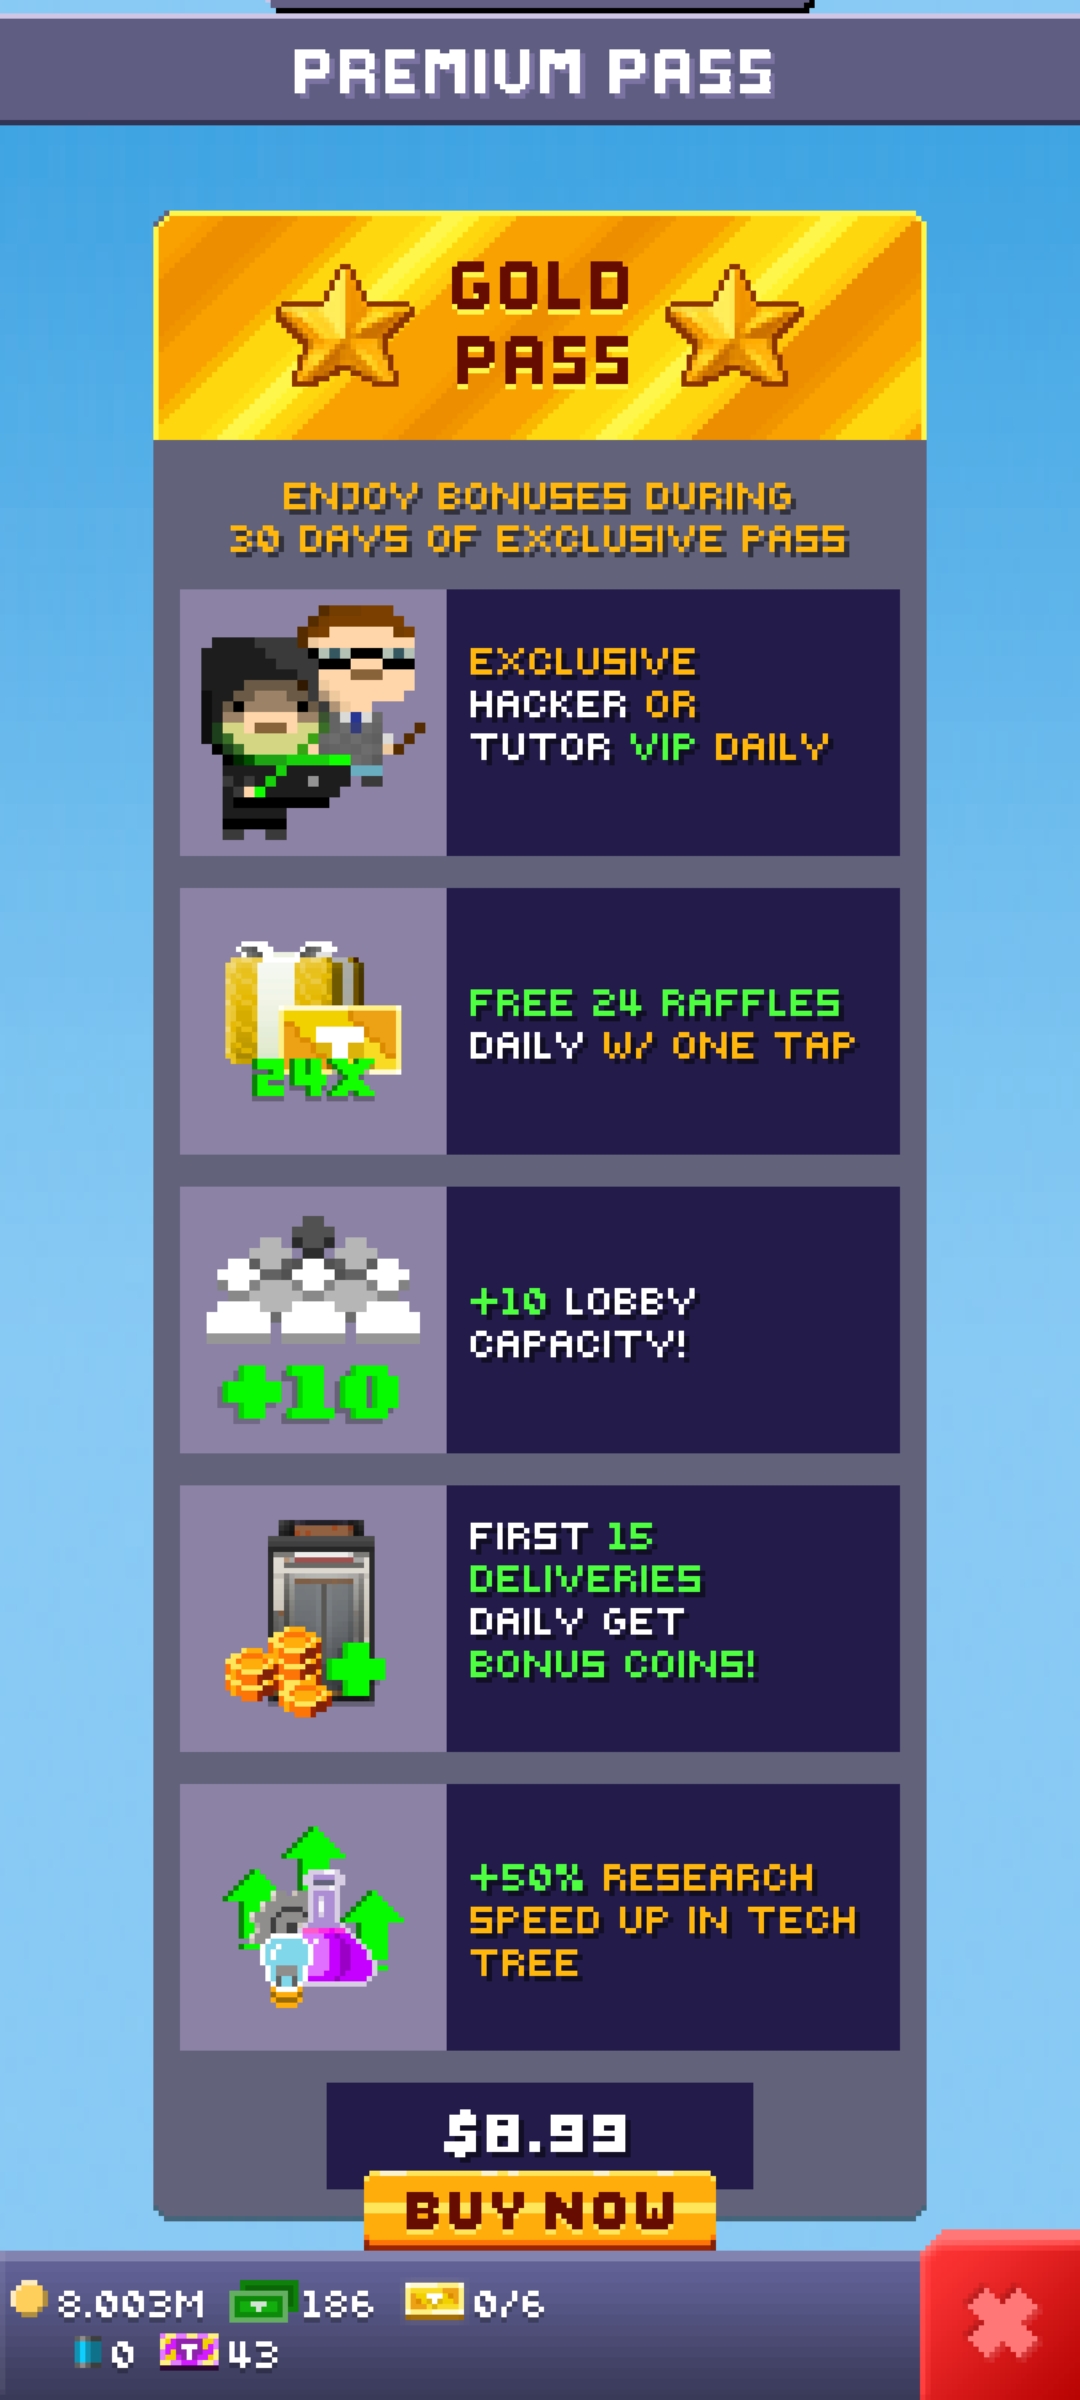 PREMIUM PASS
GOLD
PASS
ENJOY BONUSES DURING
30 DAYS OF EXCLUSIVE PASS
EXCLUSIVE
HACKER OR
TUTOR VIP DAILY
24X
FREE 24 RAFFLES
DAILY W/ ONE TAP
+10
+10 LOBBY
CAPACITY!
FIRST 15
DELIVERIES
DAILY GET
BONUS COINS!
+50% RESEARCH
SPEED UP IN TECH
TREE
$8.99
BUY NOW
8.003M 186 0/6
0 T 43